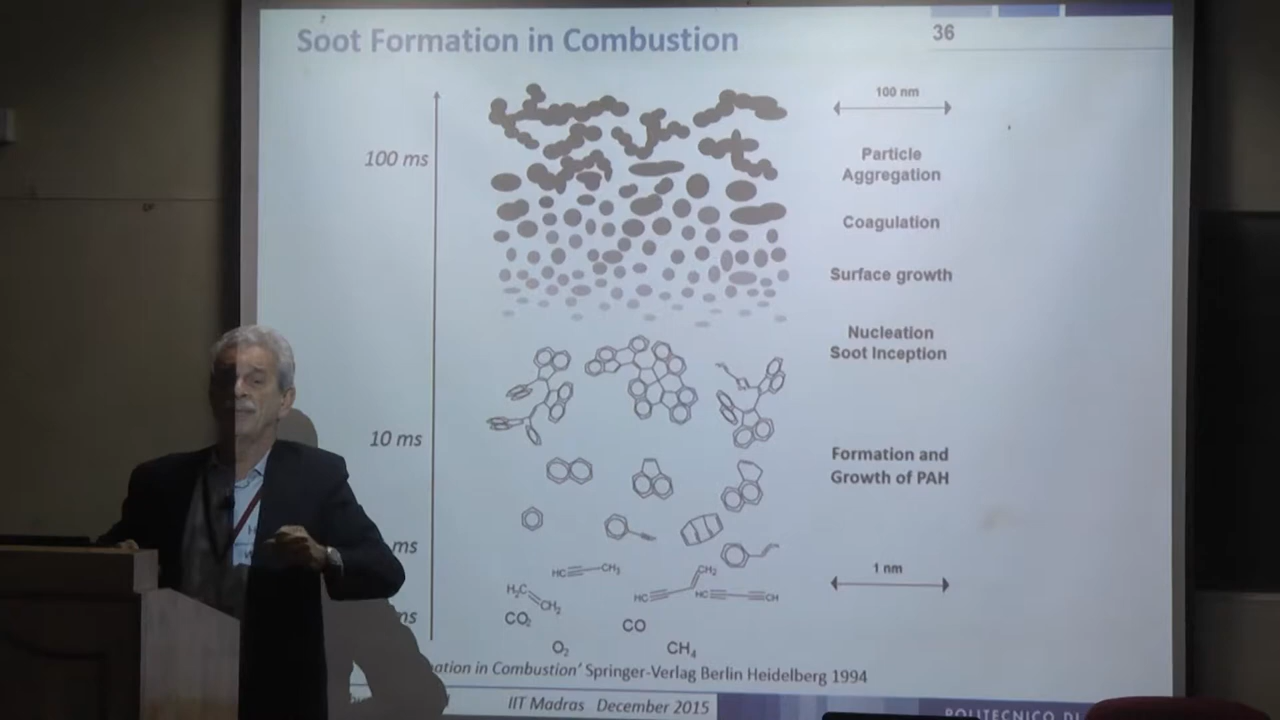 Soot Formation in Combustion
36
100 nm
100 ms
Particle
Aggregation
Coagulation
Surface growth
Nucleation
Soot Inception
10 ms
Formation and
Growth of PAH
ms
1 nm
HC CH3
H2C CH2
CH2
HC
HC CH
ms
CO2
CO
O2
CH4
ation in Combustion' Springer-Verlag Berlin Heidelberg 1994
IIT Madras December 2015
POLITECNICO DI